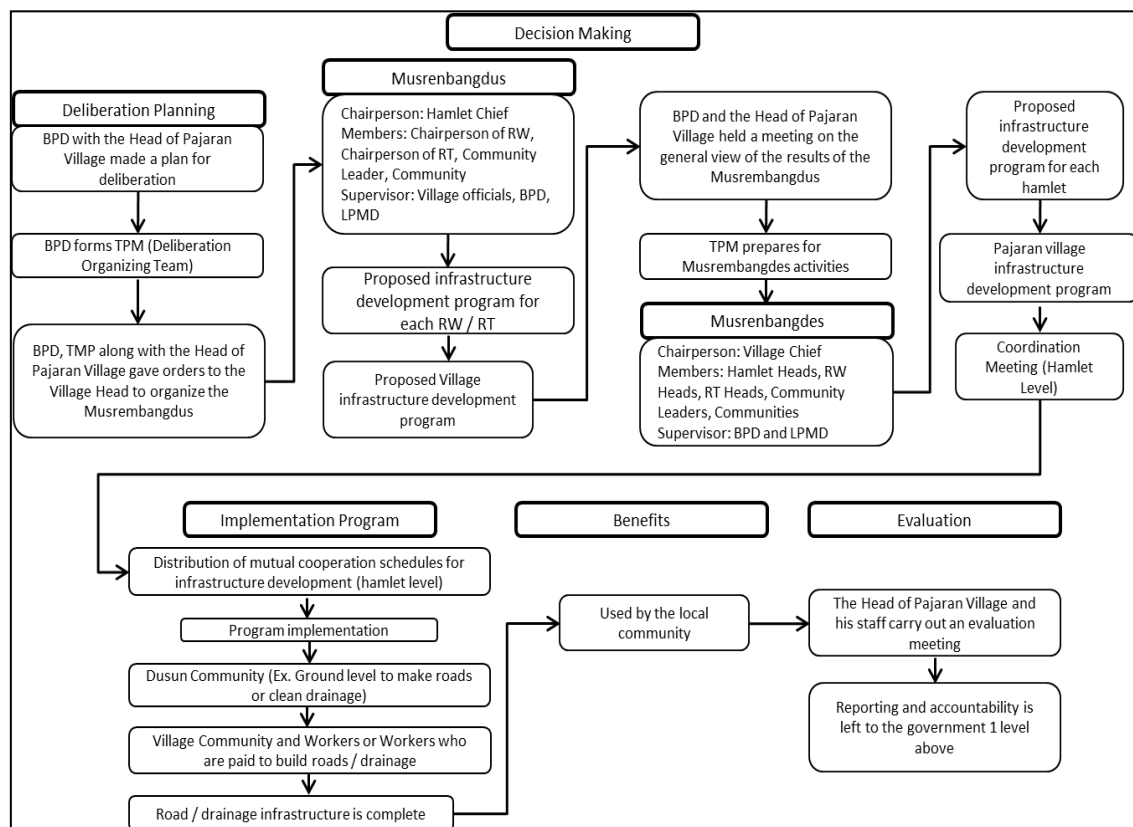 Decision Making
Deliberation Planning
BPD with the Head of Pajaran
Village made a plan for
deliberation
BPD forms TPM (Deliberation
Organizing Team)
BPD, TMP along with the Head of
Pajaran Village gave orders to the
Village Head to organize the
Musrembangdus
Musrenbangdus
Chairperson: Hamlet Chief
Members: Chairperson of RW,
Chairperson of RT, Community
Leader, Community
Supervisor: Village officials, BPD,
LPMD
Proposed infrastructure
development program for
each RW / RT
Proposed Village
infrastructure development
program
BPD and the Head of Pajaran
Village held a meeting on the
general view of the results of the
Musrembangdus
TPM prepares for
Musrembangdes activities
Musrenbangdes
Chairperson: Village Chief
Members: Hamlet Heads, RW
Heads, RT Heads, Community
Leaders, Communities
Supervisor: BPD and LPMD
Proposed
infrastructure
development
program for each
hamlet
Pajaran village
infrastructure
development program
Coordination
Meeting (Hamlet
Level)
Implementation Program
Distribution of mutual cooperation schedules for
infrastructure development (hamlet level)
Program implementation
Dusun Community (Ex. Ground level to make roads
or clean drainage)
Village Community and Workers or Workers who
are paid to build roads / drainage
Road / drainage infrastructure is complete
Benefits
Used by the local
community
Evaluation
The Head of Pajaran Village and
his staff carry out an evaluation
meeting
Reporting and accountability is
left to the government 1 level
above